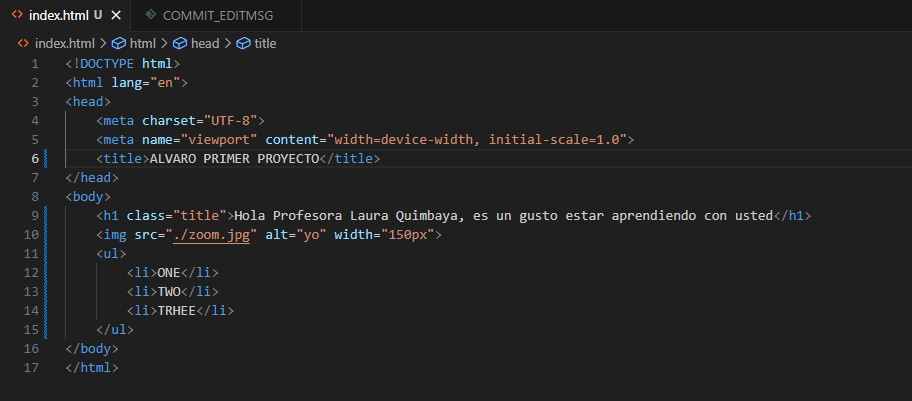 index.html U
COMMIT_EDITMSG
index.html > html > head > title
1 <!DOCTYPE html>
2 <html lang="en">
3 <head>
4 <meta charset="UTF-8">
5 <meta name="viewport" content="width=device-width, initial-scale=1.0">
6 <title>ALVARO PRIMER PROYECTO</title>
7 </head>
8 <body>
9 <h1 class="title">Hola Profesora Laura Quimbaya, es un gusto estar aprendiendo con usted</h1>
10 <img src="./zoom.jpg" alt="yo" width="150px">
11 <ul>
12 <li>ONE</li>
13 <li>TWO</li>
14 <li>TRHEE</li>
15 </ul>
16 </body>
17 </html>